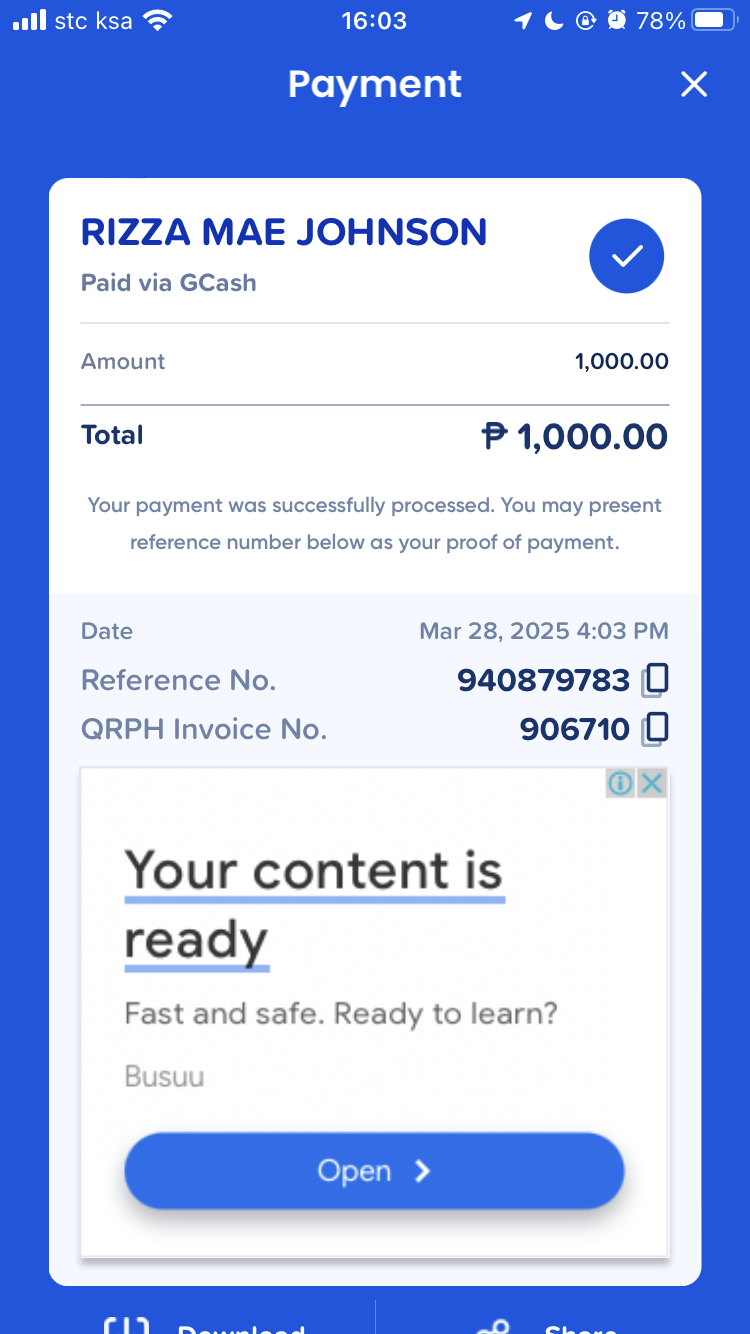 stc ksa 16:03 78%
Payment
RIZZA MAE JOHNSON
Paid via GCash
Amount 1,000.00
Total ₱ 1,000.00
Your payment was successfully processed. You may present
reference number below as your proof of payment.
Date Mar 28, 2025 4:03 PM
Reference No. 940879783
QRPH Invoice No. 906710
Your content is
ready
Fast and safe. Ready to learn?
Busuu
Open
Download Share